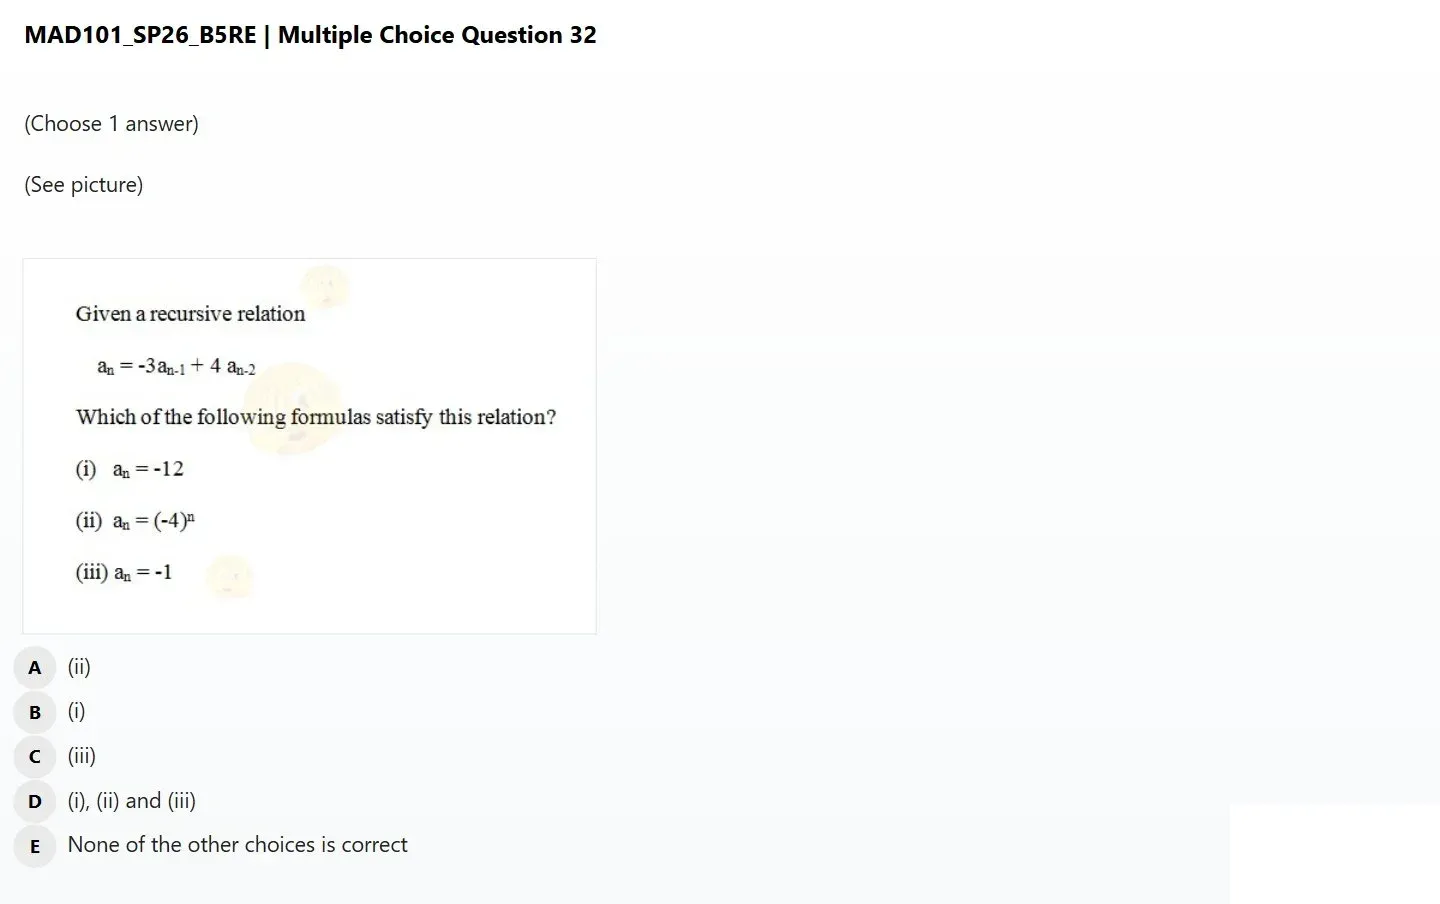 MAD101_SP26_B5RE | Multiple Choice Question 32
(Choose 1 answer)
(See picture)
Given a recursive relation
aₙ = -3aₙ₋₁ + 4 aₙ₋₂
Which of the following formulas satisfy this relation?
(i) aₙ = -12
(ii) aₙ = (-4)ⁿ
(iii) aₙ = -1
A (ii)
B (i)
C (iii)
D (i), (ii) and (iii)
E None of the other choices is correct